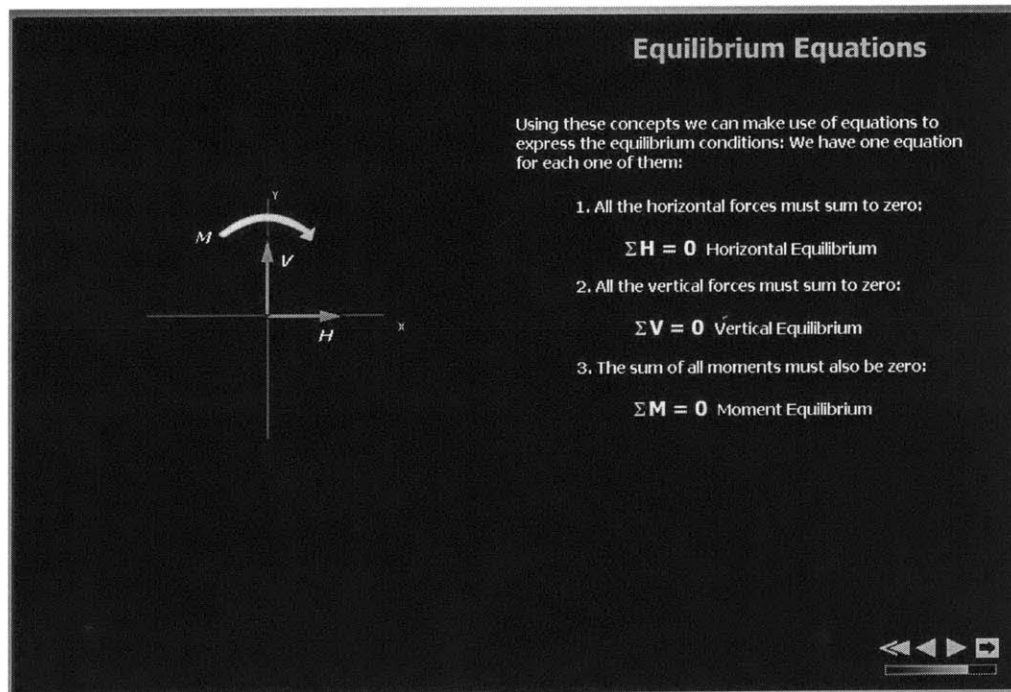 Equilibrium Equations
Using these concepts we can make use of equations to
express the equilibrium conditions: We have one equation
for each one of them:
1. All the horizontal forces must sum to zero:
ΣH = 0 Horizontal Equilibrium
2. All the vertical forces must sum to zero:
ΣV = 0 Vertical Equilibrium
3. The sum of all moments must also be zero:
ΣM = 0 Moment Equilibrium
Y
M
V
H
X